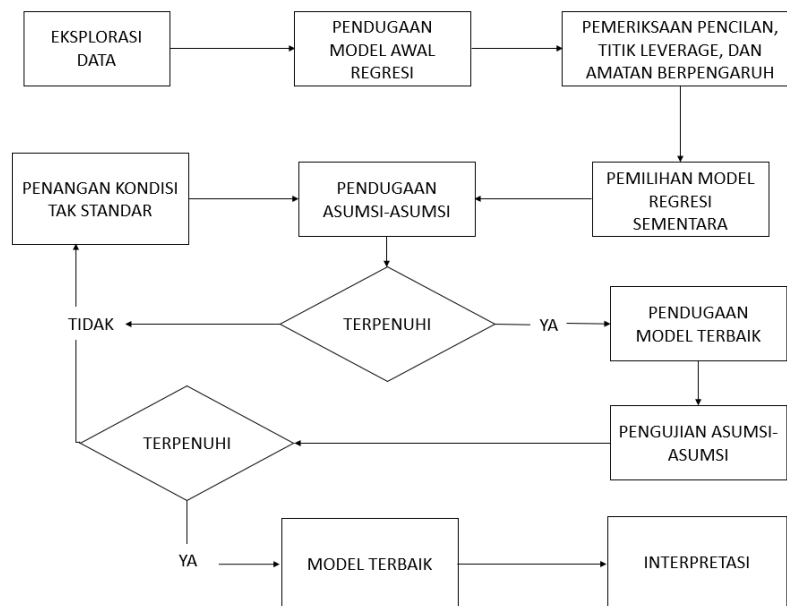 EKSPLORASI
DATA
PENDUGAAN
MODEL AWAL
REGRESI
PEMERIKSAAN PENCILAN,
TITIK LEVERAGE, DAN
AMATAN BERPENGARUH
PENANGAN KONDISI
TAK STANDAR
PENDUGAAN
ASUMSI-ASUMSI
PEMILIHAN MODEL
REGRESI
SEMENTARA
TIDAK
TERPENUHI
YA
PENDUGAAN
MODEL TERBAIK
TERPENUHI
PENGUJIAN ASUMSI-
ASUMSI
YA
MODEL TERBAIK
INTERPRETASI